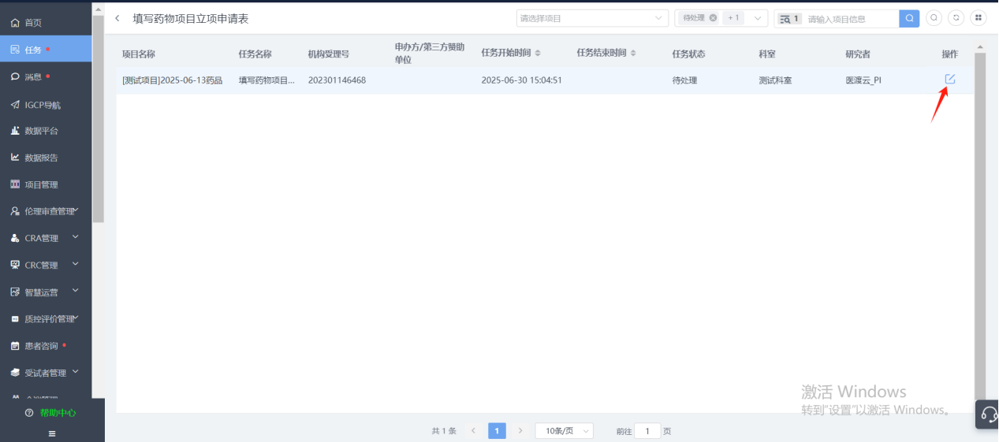 首页
任务
消息
IGCP导航
数据平台
数据报告
项目管理
伦理审查管理
CRA管理
CRC管理
智慧运营
质控评价管理
患者咨询
受试者管理
帮助中心
填写药物项目立项申请表
请选择项目
待处理
+ 1
1
请输入项目信息
项目名称
任务名称
机构受理号
申办方/第三方赞助
单位
任务开始时间
任务结束时间
任务状态
科室
研究者
操作
[测试项目]2025-06-13药品
填写药物项目...
202301146468
2025-06-30 15:04:51
待处理
测试科室
医渡云_PI
激活 Windows
转到"设置"以激活 Windows。
共 1 条
1
10条/页
前往
1
页